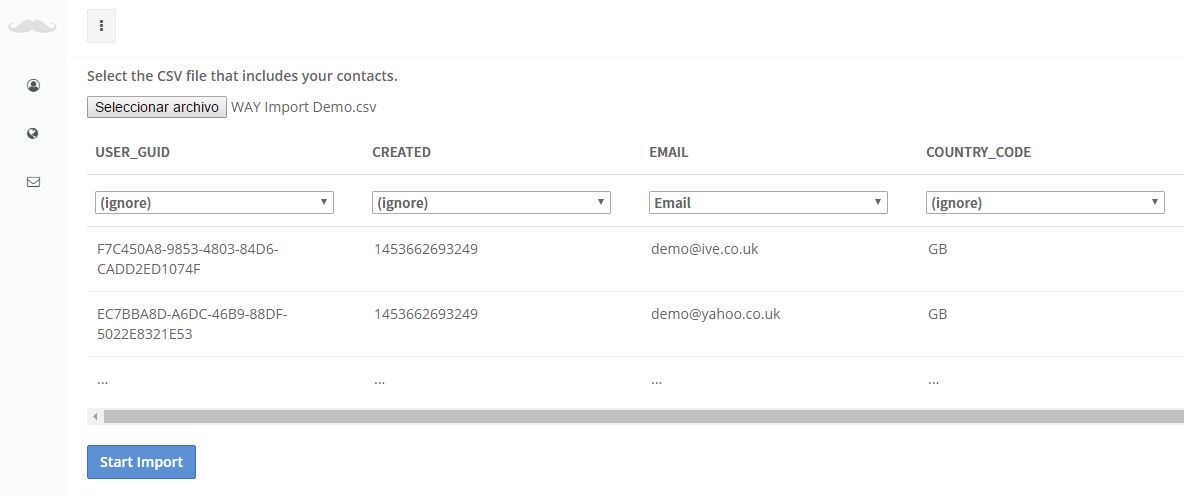 Select the CSV file that includes your contacts.
Seleccionar archivo WAY Import Demo.csv
USER_GUID CREATED EMAIL COUNTRY_CODE
(ignore) (ignore) Email (ignore)
F7C450A8-9853-4803-84D6- 1453662693249 demo@ive.co.uk GB
CADD2ED1074F
EC7BBA8D-A6DC-46B9-88DF- 1453662693249 demo@yahoo.co.uk GB
5022E8321E53
... ... ... ...
Start Import